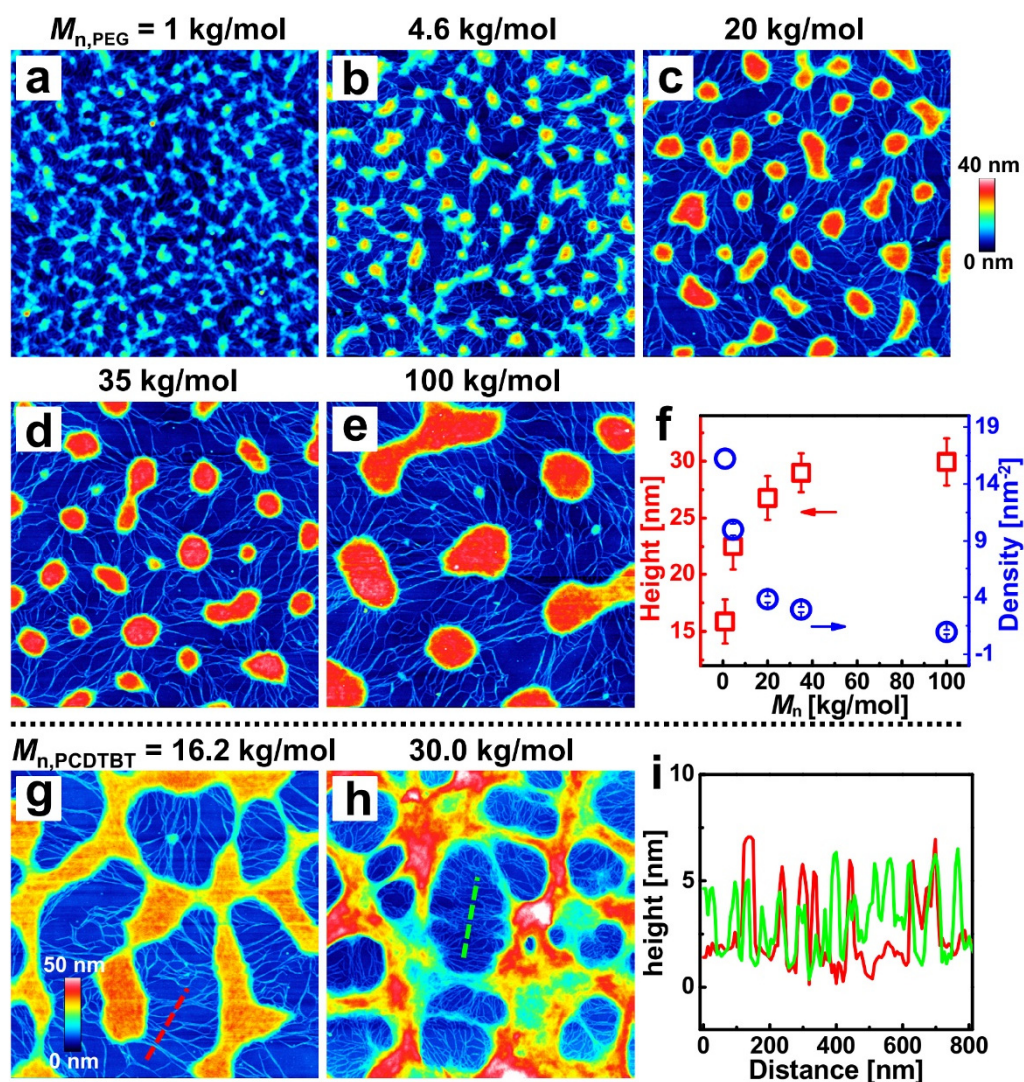 Mn,PEG = 1 kg/mol
4.6 kg/mol
20 kg/mol
a
b
c
40 nm
0 nm
35 kg/mol
100 kg/mol
d
e
f
30
25
20
15
Height [nm]
19
14
9
4
-1
Density [nm-2]
0 20 40 60 80 100
Mn [kg/mol]
Mn,PCDTBT = 16.2 kg/mol
30.0 kg/mol
g
50 nm
0 nm
h
i
10
5
0
height [nm]
0 200 400 600 800
Distance [nm]